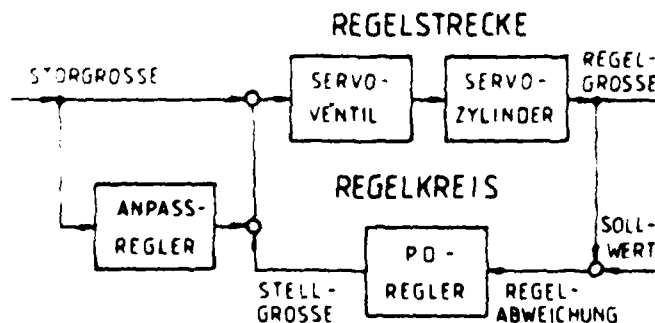 REGELSTRECKE
STORGROSSE
SERVO-
VENTIL
SERVO-
ZYLINDER
REGEL-
GROSSE
REGELKREIS
ANPASS-
REGLER
STELL-
GROSSE
PD-
REGLER
REGEL-
ABWEICHUNG
SOLL-
WERT